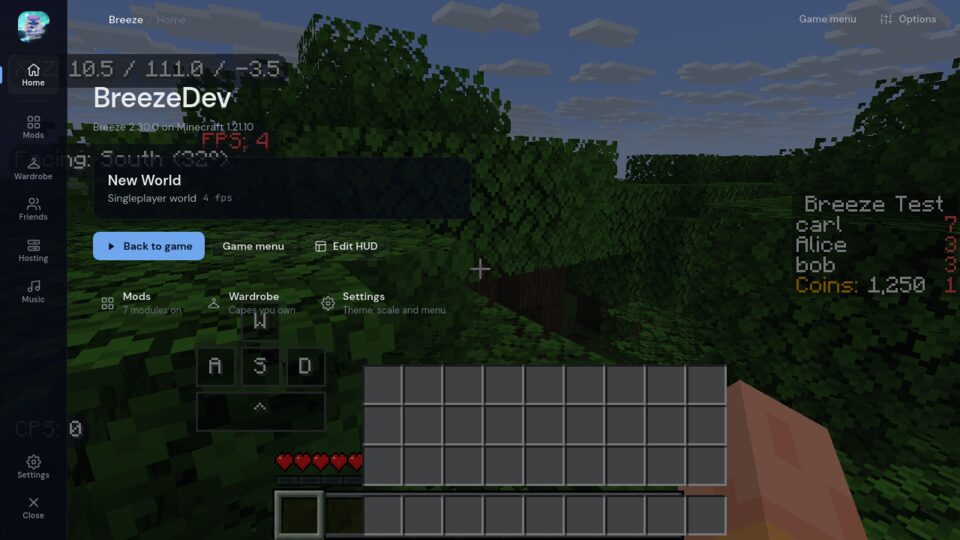 Breeze / Home
Game menu
Options
10.5 / 111.0 / -3.5
Home
BreezeDev
Breeze 2.30.0 on Minecraft 1.21.10
FPS: 4
Mods
Facing: South (32°)
Wardrobe
New World
Singleplayer world 4 fps
Friends
Breeze Test
carl 7
Alice 3
bob 3
Coins: 1,250 1
Back to game
Game menu
Edit HUD
Hosting
Music
Mods
7 modules on
Wardrobe
Capes you own
Settings
Theme, scale and menu
W
A S D
^
CPS: 0
Settings
Close